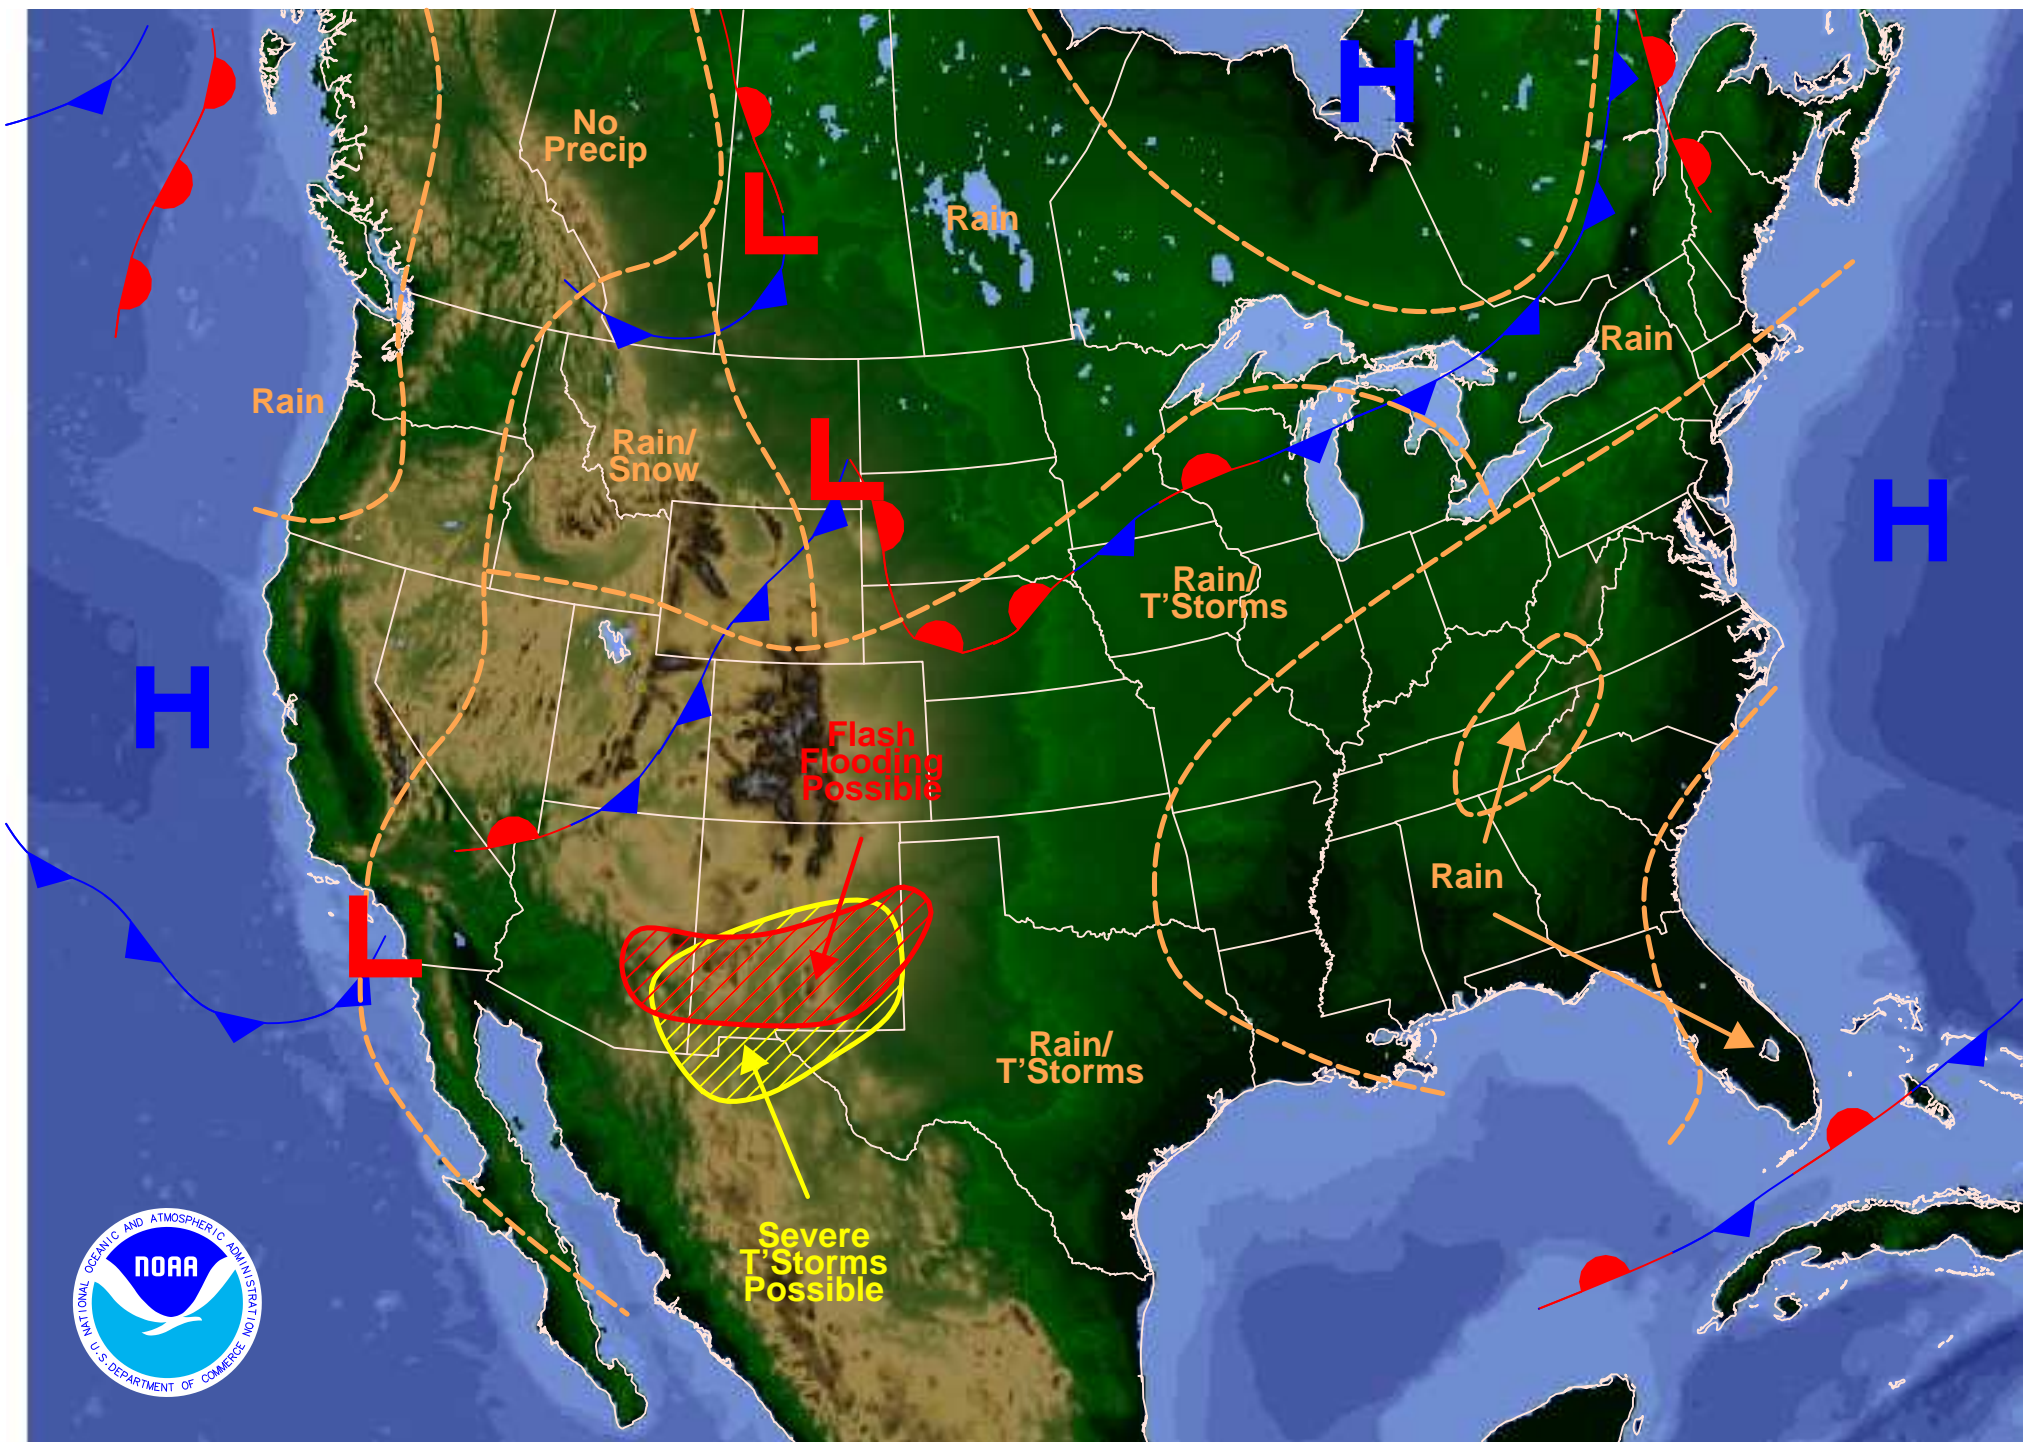 H
No
Precip
L
Rain
Rain
Rain
L
Rain/
Snow
H
Rain/
T'Storms
H
Flash
Flooding
Possible
Rain
L
Rain/
T'Storms
Severe
T'Storms
Possible
NATIONAL OCEANIC AND ATMOSPHERIC ADMINISTRATION
NOAA
U.S. DEPARTMENT OF COMMERCE